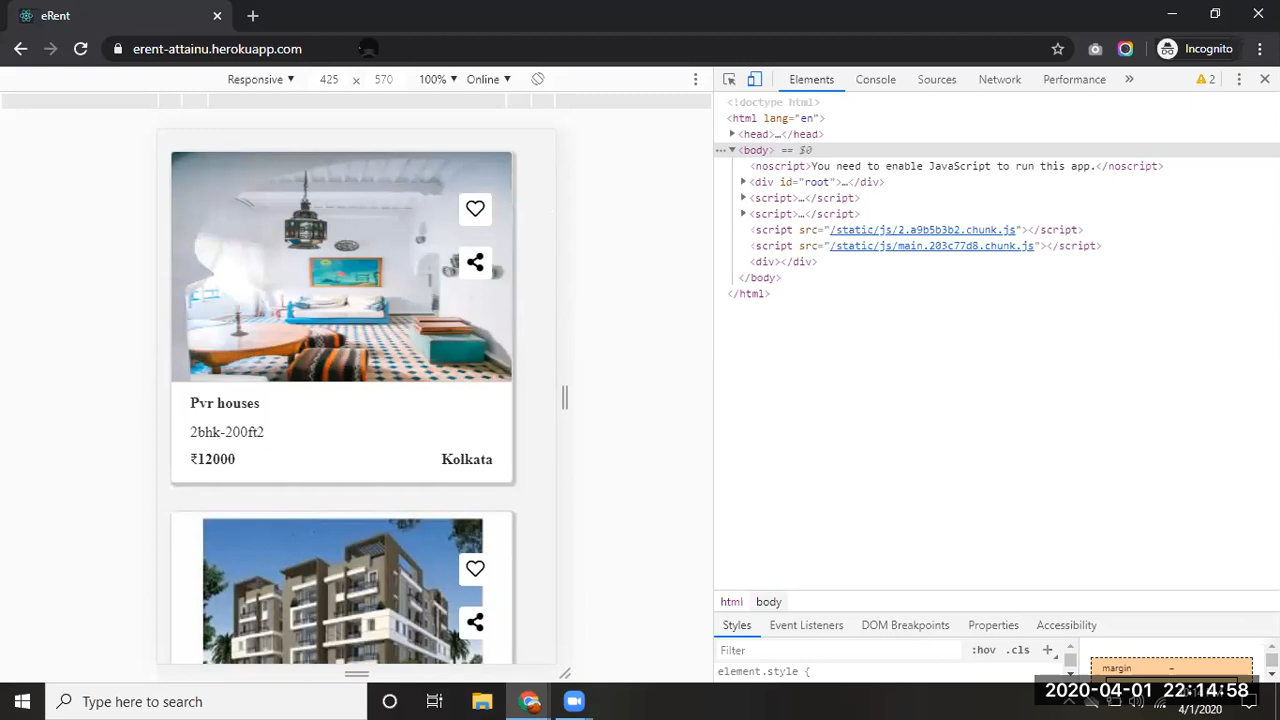 eRent
erent-attainu.herokuapp.com
Incognito
Responsive 425 × 570 100% Online
Elements Console Sources Network Performance » 2
<!doctype html>
<html lang="en">
<head>…</head>
… <body> == $0
<noscript>You need to enable JavaScript to run this app.</noscript>
<div id="root">…</div>
<script>…</script>
<script>…</script>
<script src="/static/js/2.a9b5b3b2.chunk.js"></script>
<script src="/static/js/main.203c77d8.chunk.js"></script>
<div></div>
</body>
</html>
Pvr houses
2bhk-200ft2
₹12000 Kolkata
html body
Styles Event Listeners DOM Breakpoints Properties Accessibility
Filter :hov .cls +
element.style {
margin –
Type here to search
2020-04-01 22:14:58
4/1/2020